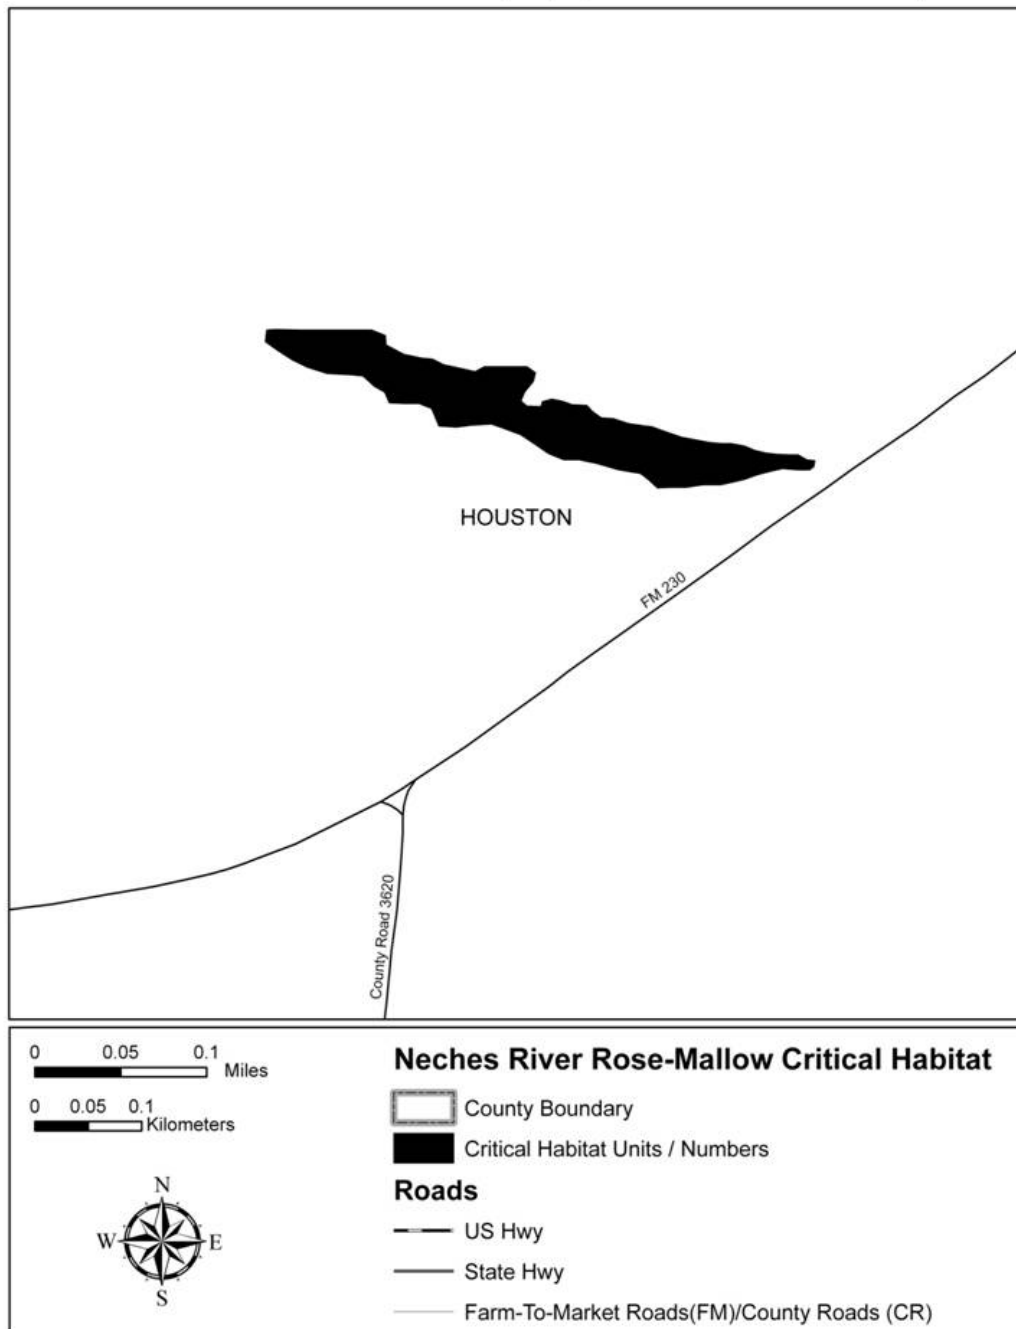 HOUSTON
FM 230
County Road 3620
0 0.05 0.1
Miles
0 0.05 0.1
Kilometers
N
W E
S
Neches River Rose-Mallow Critical Habitat
County Boundary
Critical Habitat Units / Numbers
Roads
US Hwy
State Hwy
Farm-To-Market Roads(FM)/County Roads (CR)